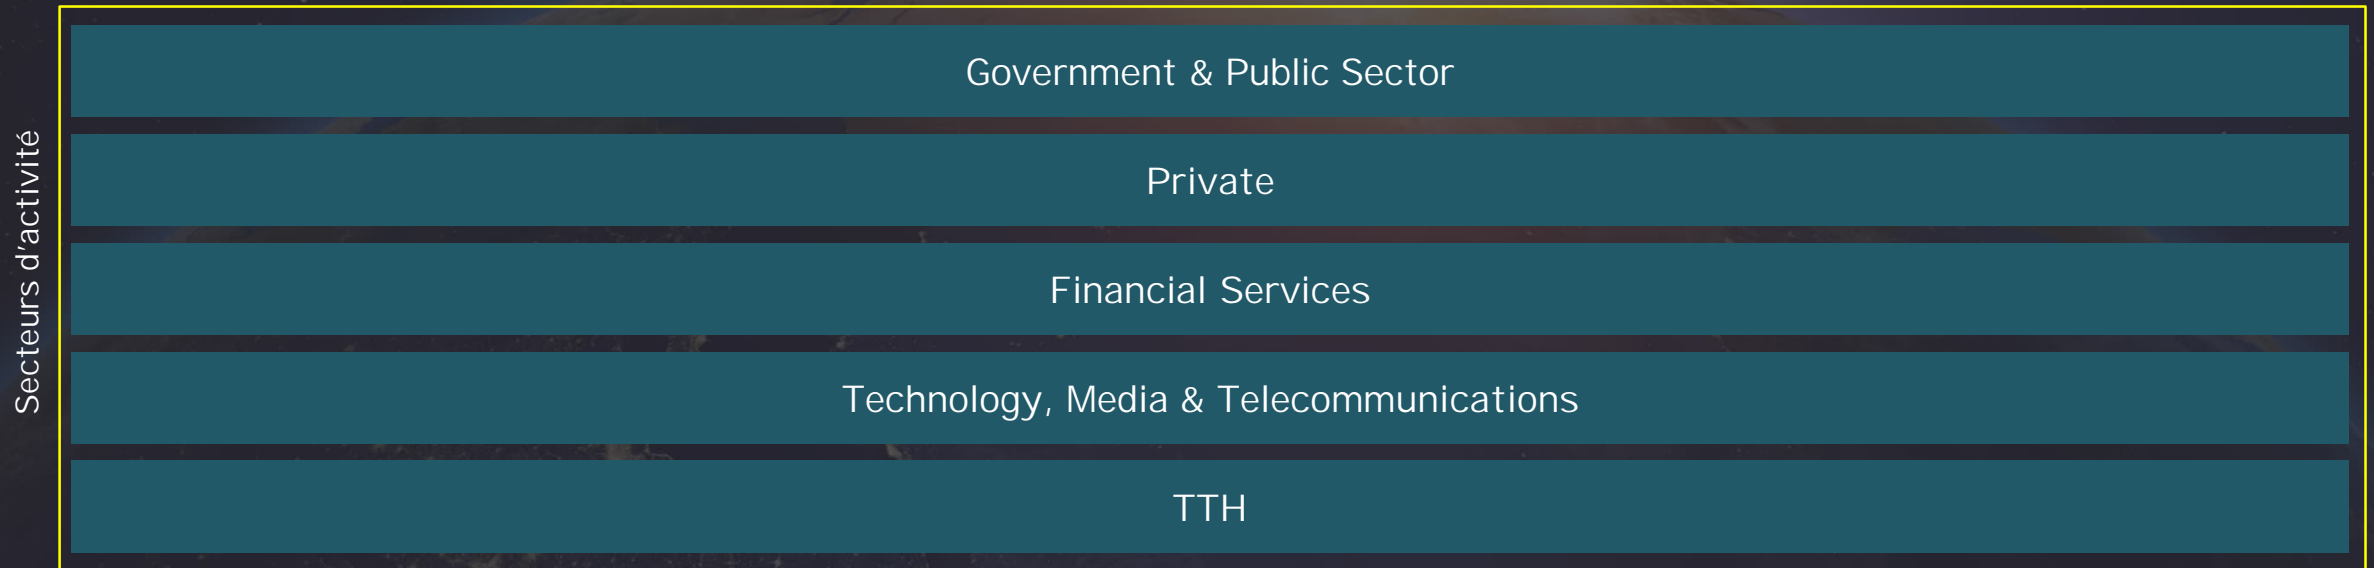 Secteurs d'activité
Government & Public Sector
Private
Financial Services
Technology, Media & Telecommunications
TTH